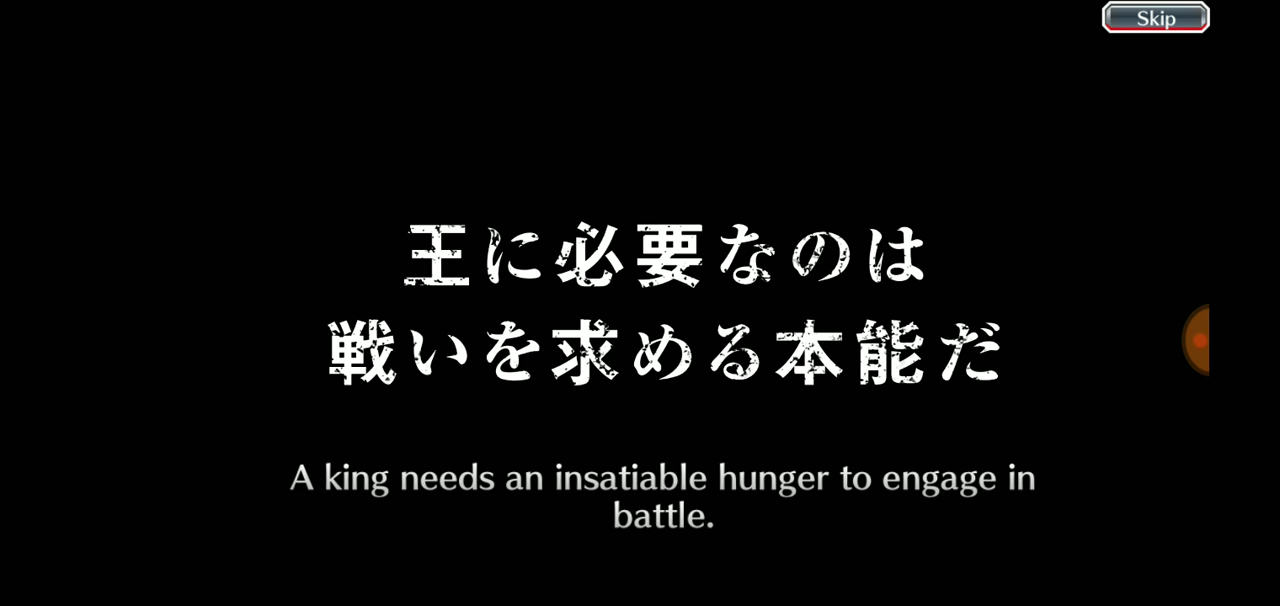 Skip
王に必要なのは
戦いを求める本能だ
A king needs an insatiable hunger to engage in
battle.